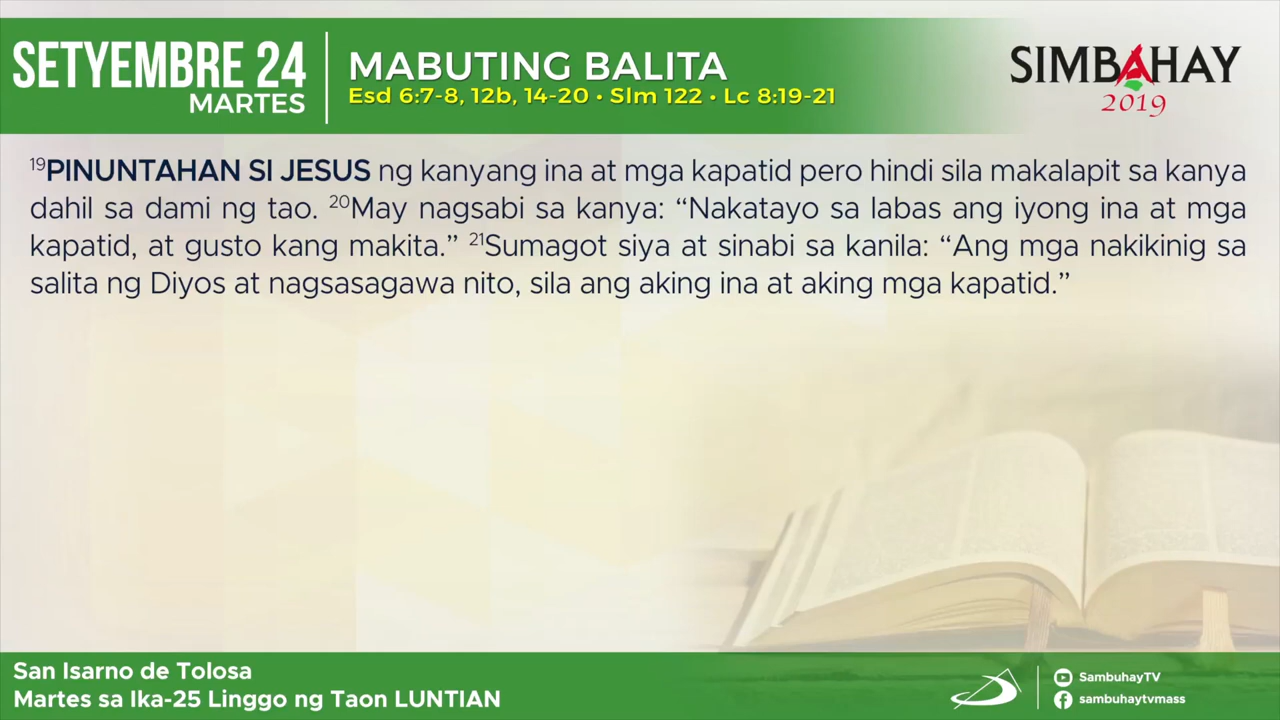 SETYEMBRE 24
MARTES
MABUTING BALITA
Esd 6:7-8, 12b, 14-20 • Slm 122 • Lc 8:19-21
SIMBAHAY
2019
¹⁹PINUNTAHAN SI JESUS ng kanyang ina at mga kapatid pero hindi sila makalapit sa kanya
dahil sa dami ng tao. ²⁰May nagsabi sa kanya: “Nakatayo sa labas ang iyong ina at mga
kapatid, at gusto kang makita.” ²¹Sumagot siya at sinabi sa kanila: “Ang mga nakikinig sa
salita ng Diyos at nagsasagawa nito, sila ang aking ina at aking mga kapatid.”
San Isarno de Tolosa
Martes sa Ika-25 Linggo ng Taon LUNTIAN
SambuhayTV
sambuhaytvmass